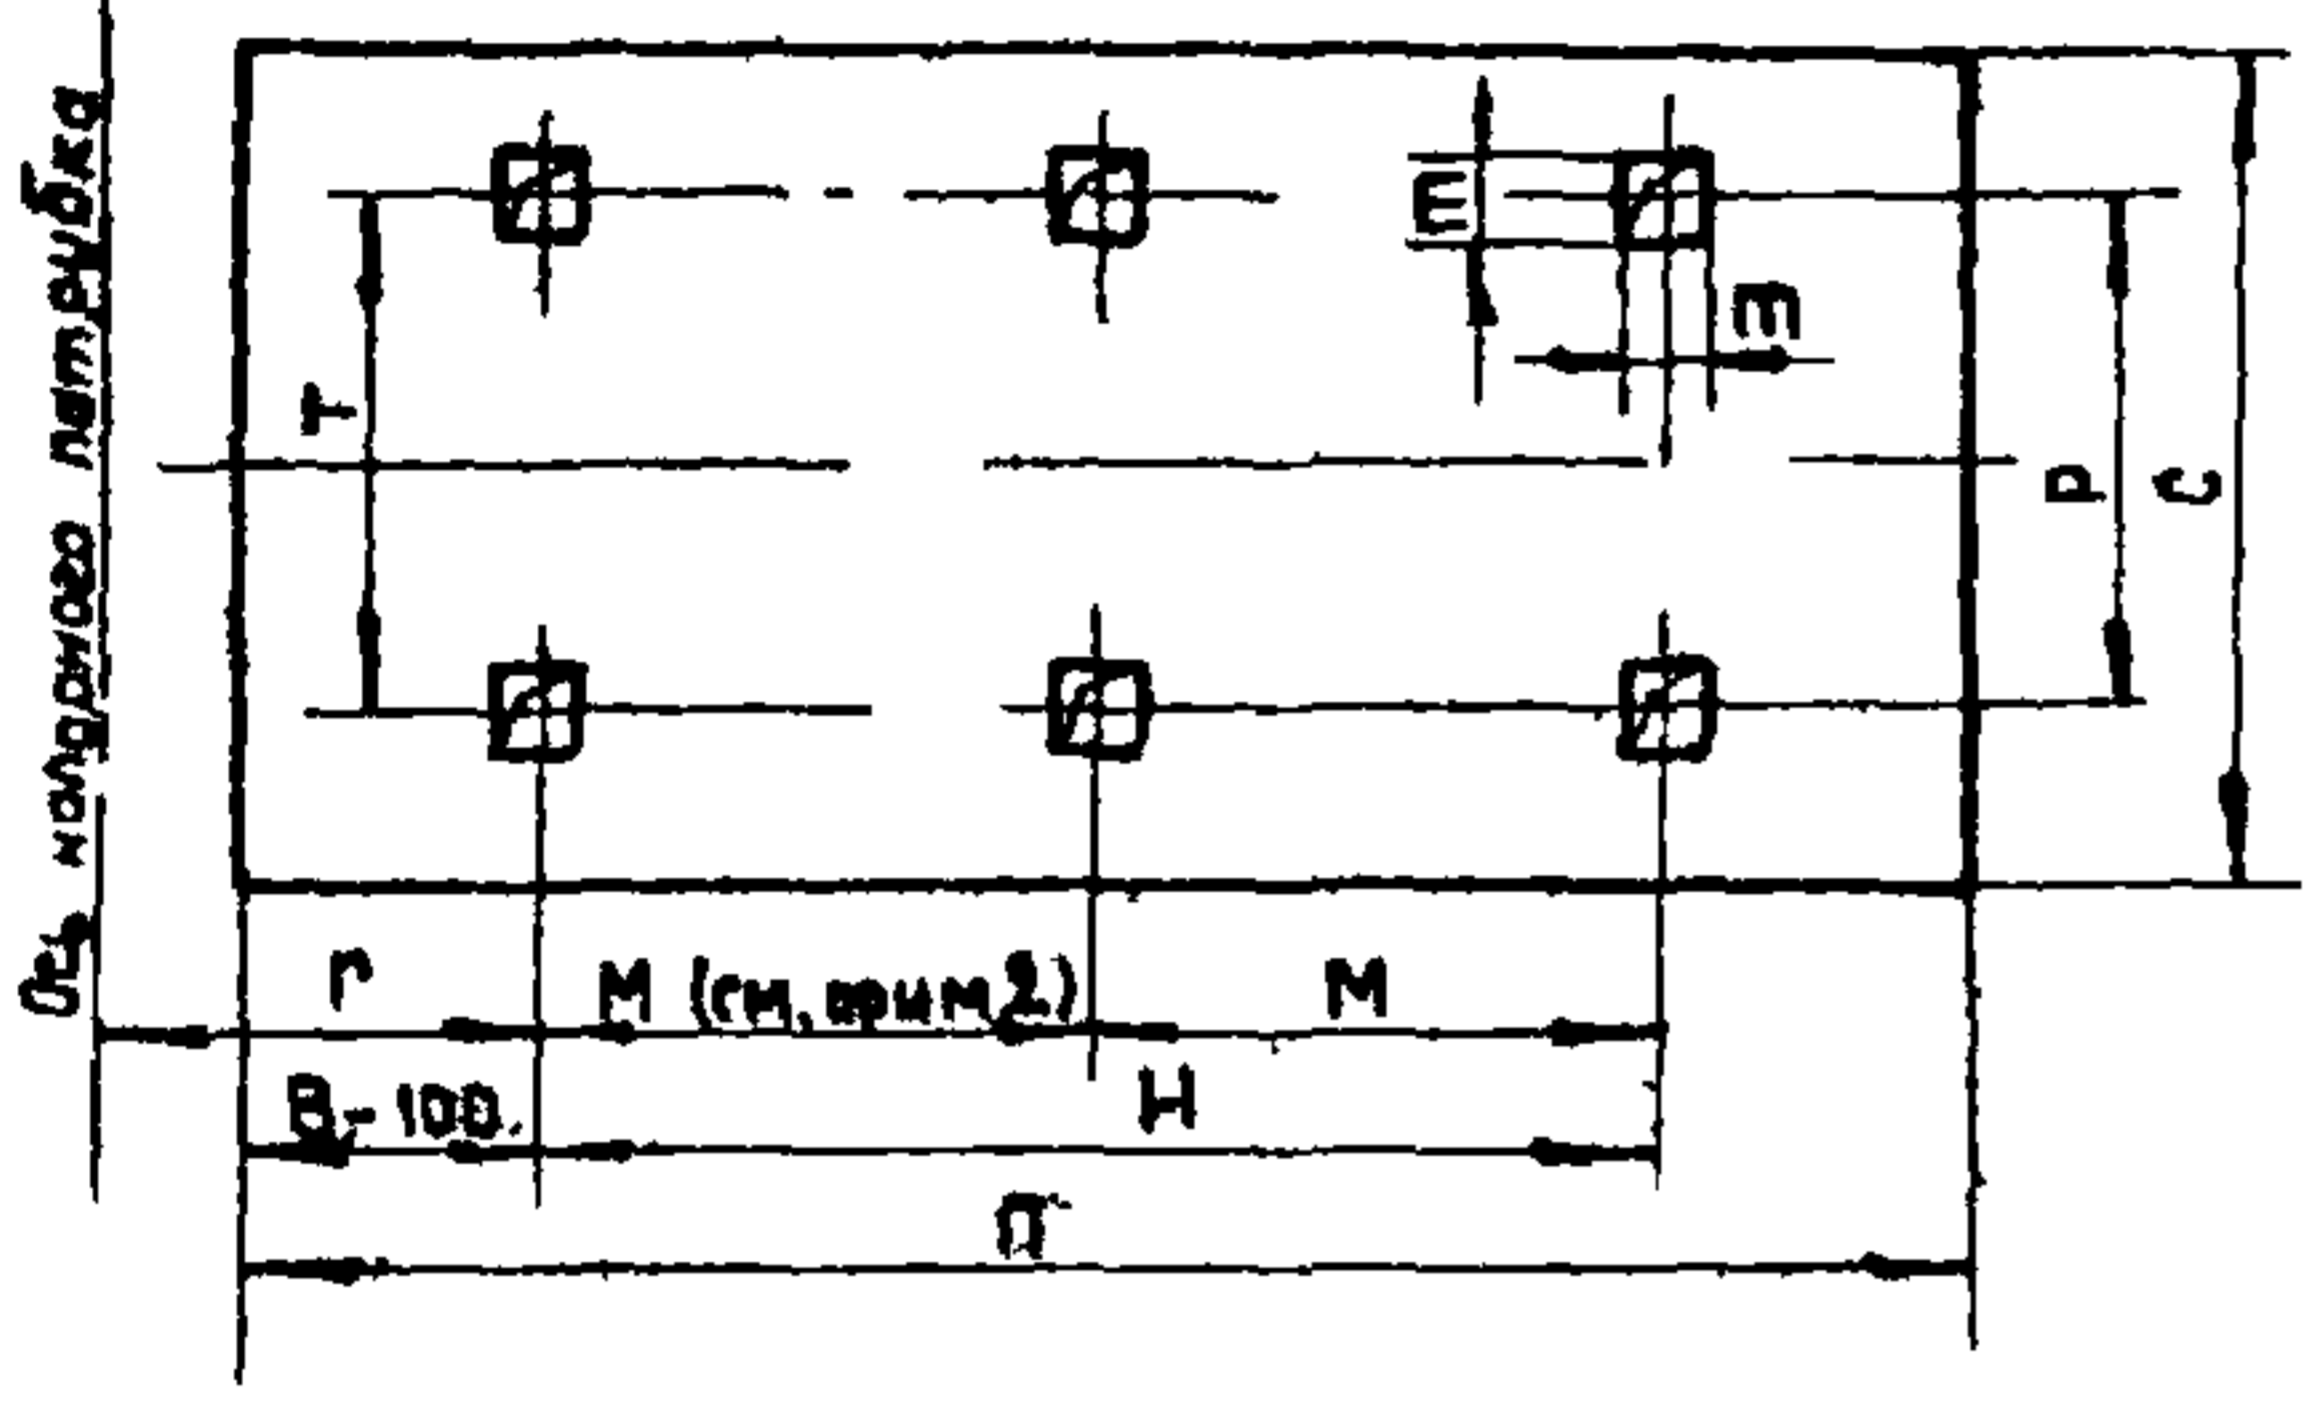 Ось напорного патрубка
m
m
T
P
C
Г
M (см. прим. 2)
M
B-100.
H
П